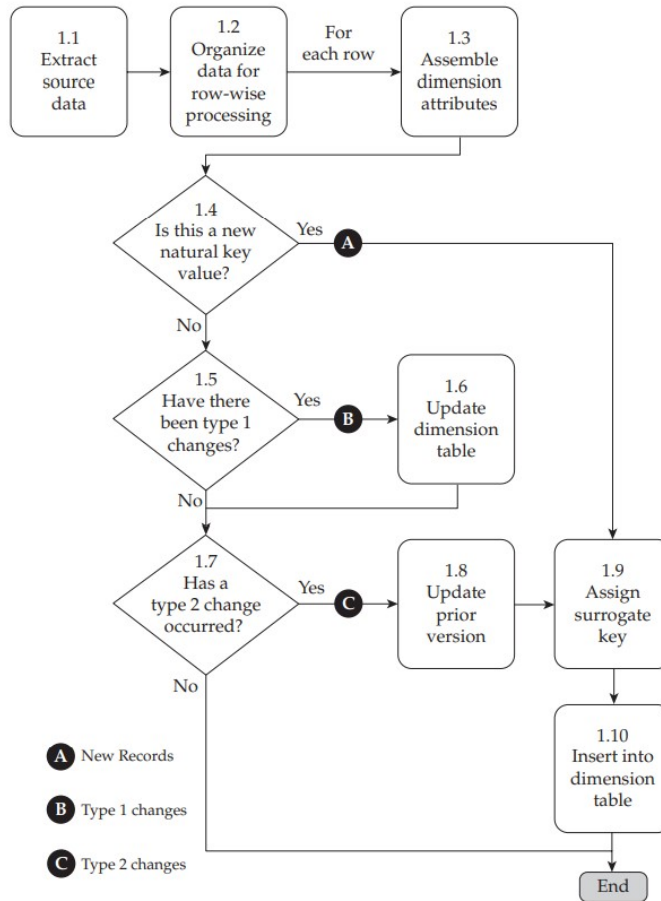 1.1
Extract
source
data
1.2
Organize
data for
row-wise
processing
For
each row
1.3
Assemble
dimension
attributes
1.4
Is this a new
natural key
value?
Yes
A
No
1.5
Have there
been type 1
changes?
Yes
B
1.6
Update
dimension
table
No
1.7
Has a
type 2 change
occurred?
Yes
C
1.8
Update
prior
version
1.9
Assign
surrogate
key
No
1.10
Insert into
dimension
table
A New Records
B Type 1 changes
C Type 2 changes
End